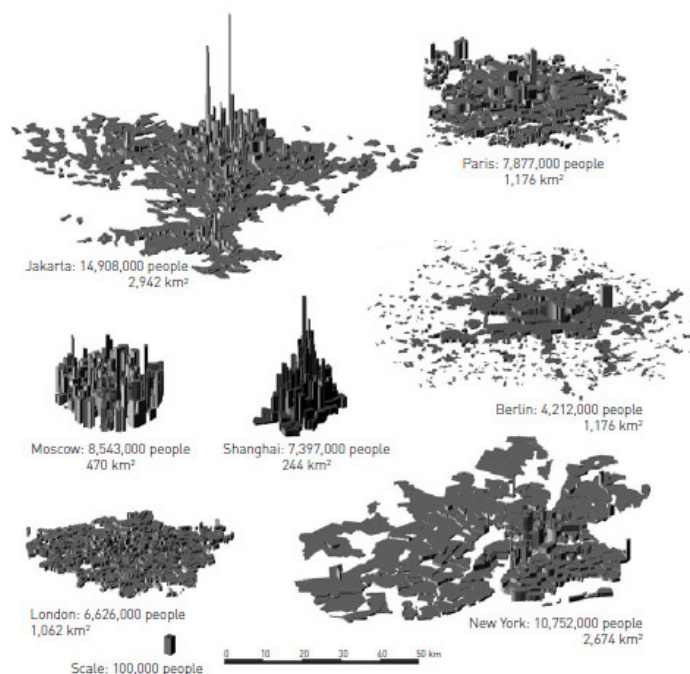 Paris: 7,877,000 people
1,176 km²
Jakarta: 14,908,000 people
2,942 km²
Berlin: 4,212,000 people
1,176 km²
Moscow: 8,543,000 people
470 km²
Shanghai: 7,397,000 people
244 km²
London: 6,626,000 people
1,062 km²
New York: 10,752,000 people
2,674 km²
Scale: 100,000 people
0 10 20 30 40 50 km